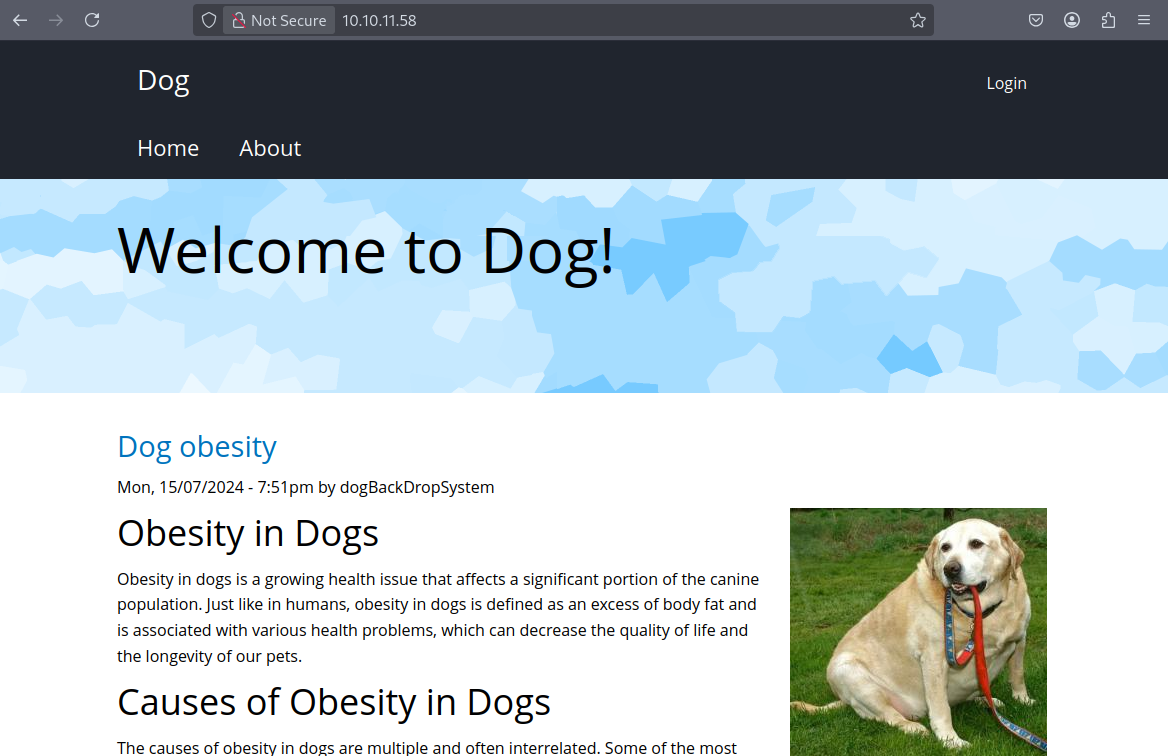 Not Secure 10.10.11.58
Dog
Login
Home About
Welcome to Dog!
Dog obesity
Mon, 15/07/2024 - 7:51pm by dogBackDropSystem
Obesity in Dogs
Obesity in dogs is a growing health issue that affects a significant portion of the canine
population. Just like in humans, obesity in dogs is defined as an excess of body fat and
is associated with various health problems, which can decrease the quality of life and
the longevity of our pets.
Causes of Obesity in Dogs
The causes of obesity in dogs are multiple and often interrelated. Some of the most